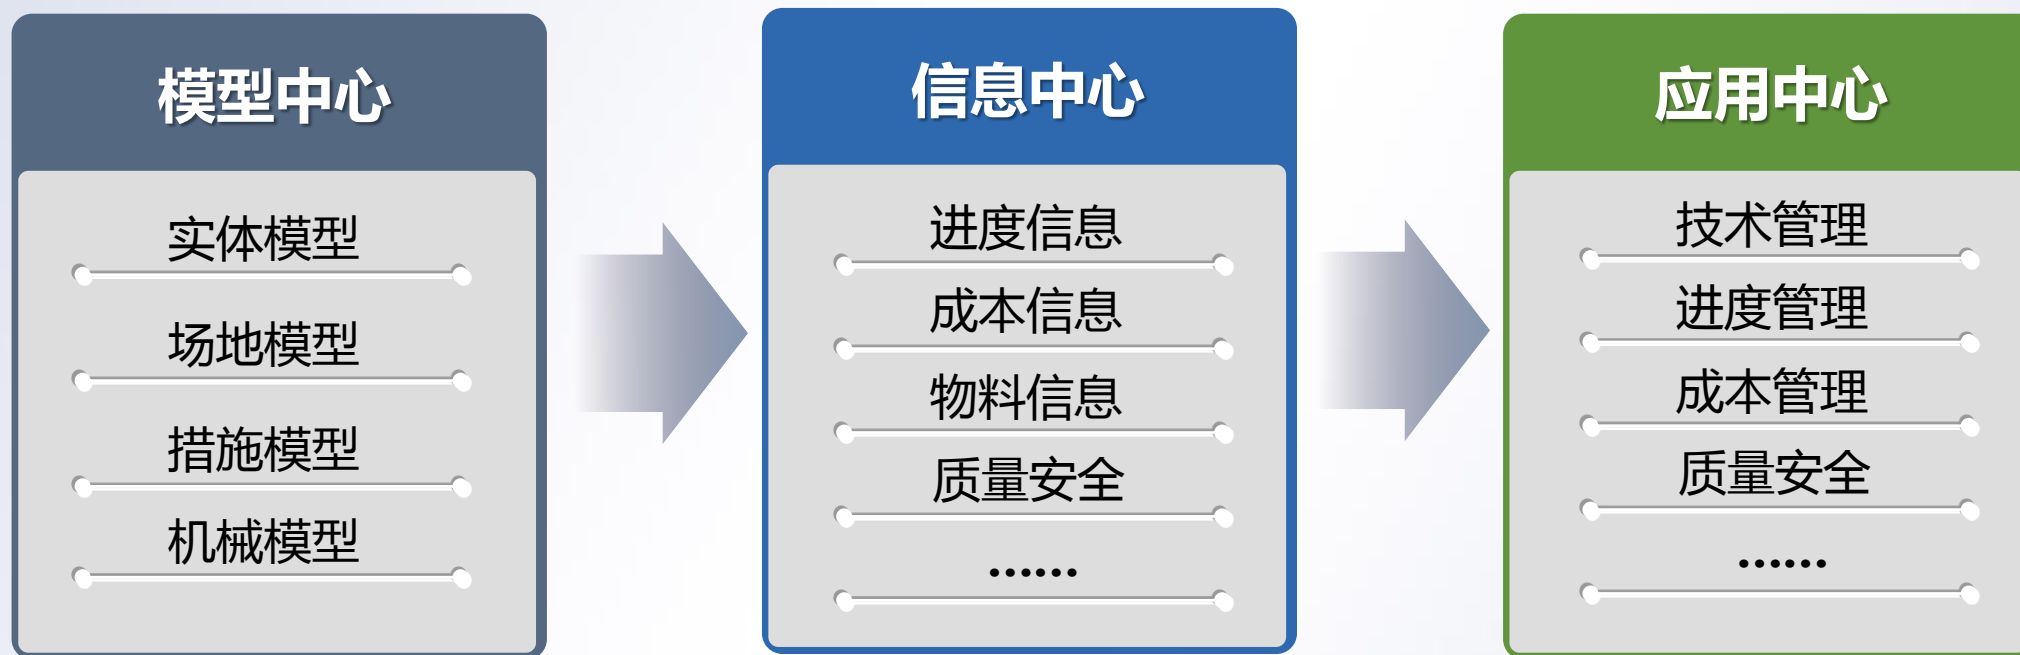 模型中心
实体模型
场地模型
措施模型
机械模型
信息中心
进度信息
成本信息
物料信息
质量安全
……
应用中心
技术管理
进度管理
成本管理
质量安全
……